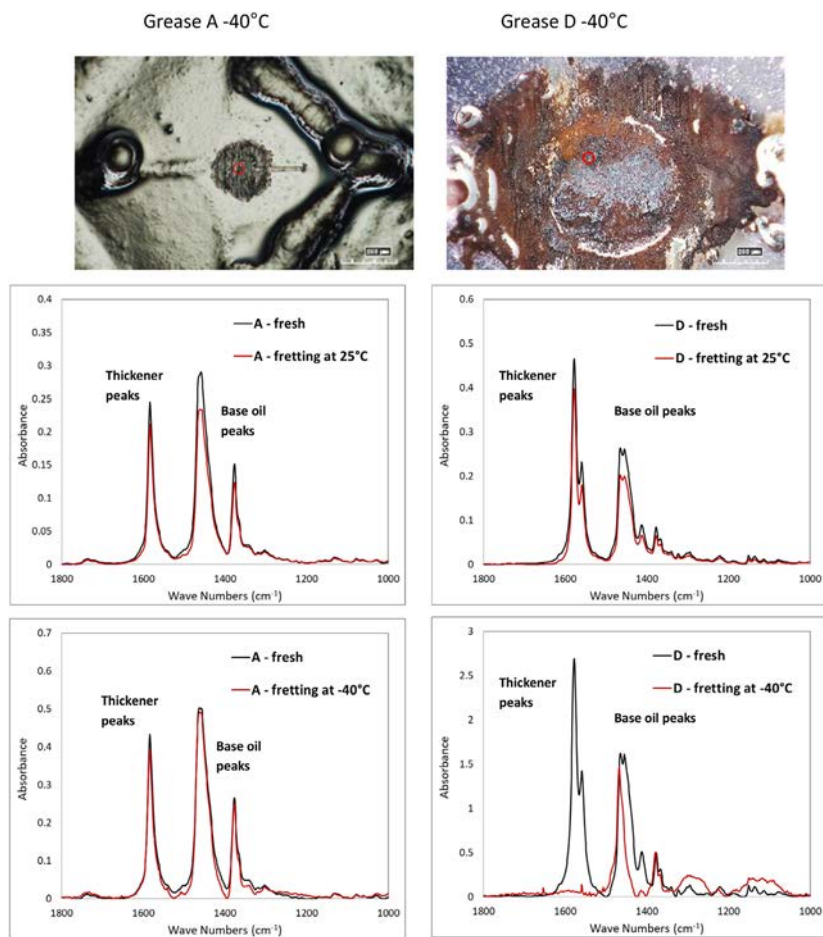 Grease A -40°C
Grease D -40°C
0.4
0.35
0.3
0.25
0.2
0.15
0.1
0.05
0
1800
1600
1400
1200
1000
Absorbance
Wave Numbers (cm⁻¹)
Thickener
peaks
Base oil
peaks
A - fresh
A - fretting at 25°C
0.6
0.5
0.4
0.3
0.2
0.1
0
1800
1600
1400
1200
1000
Absorbance
Wave Numbers (cm⁻¹)
Thickener
peaks
Base oil peaks
D - fresh
D - fretting at 25°C
0.7
0.6
0.5
0.4
0.3
0.2
0.1
0
1800
1600
1400
1200
1000
Absorbance
Wave Numbers (cm⁻¹)
Thickener
peaks
Base oil
peaks
A - fresh
A - fretting at -40°C
3
2.5
2
1.5
1
0.5
0
1800
1600
1400
1200
1000
Absorbance
Wave Numbers (cm⁻¹)
Thickener
peaks
Base oil peaks
D - fresh
D - fretting at -40°C